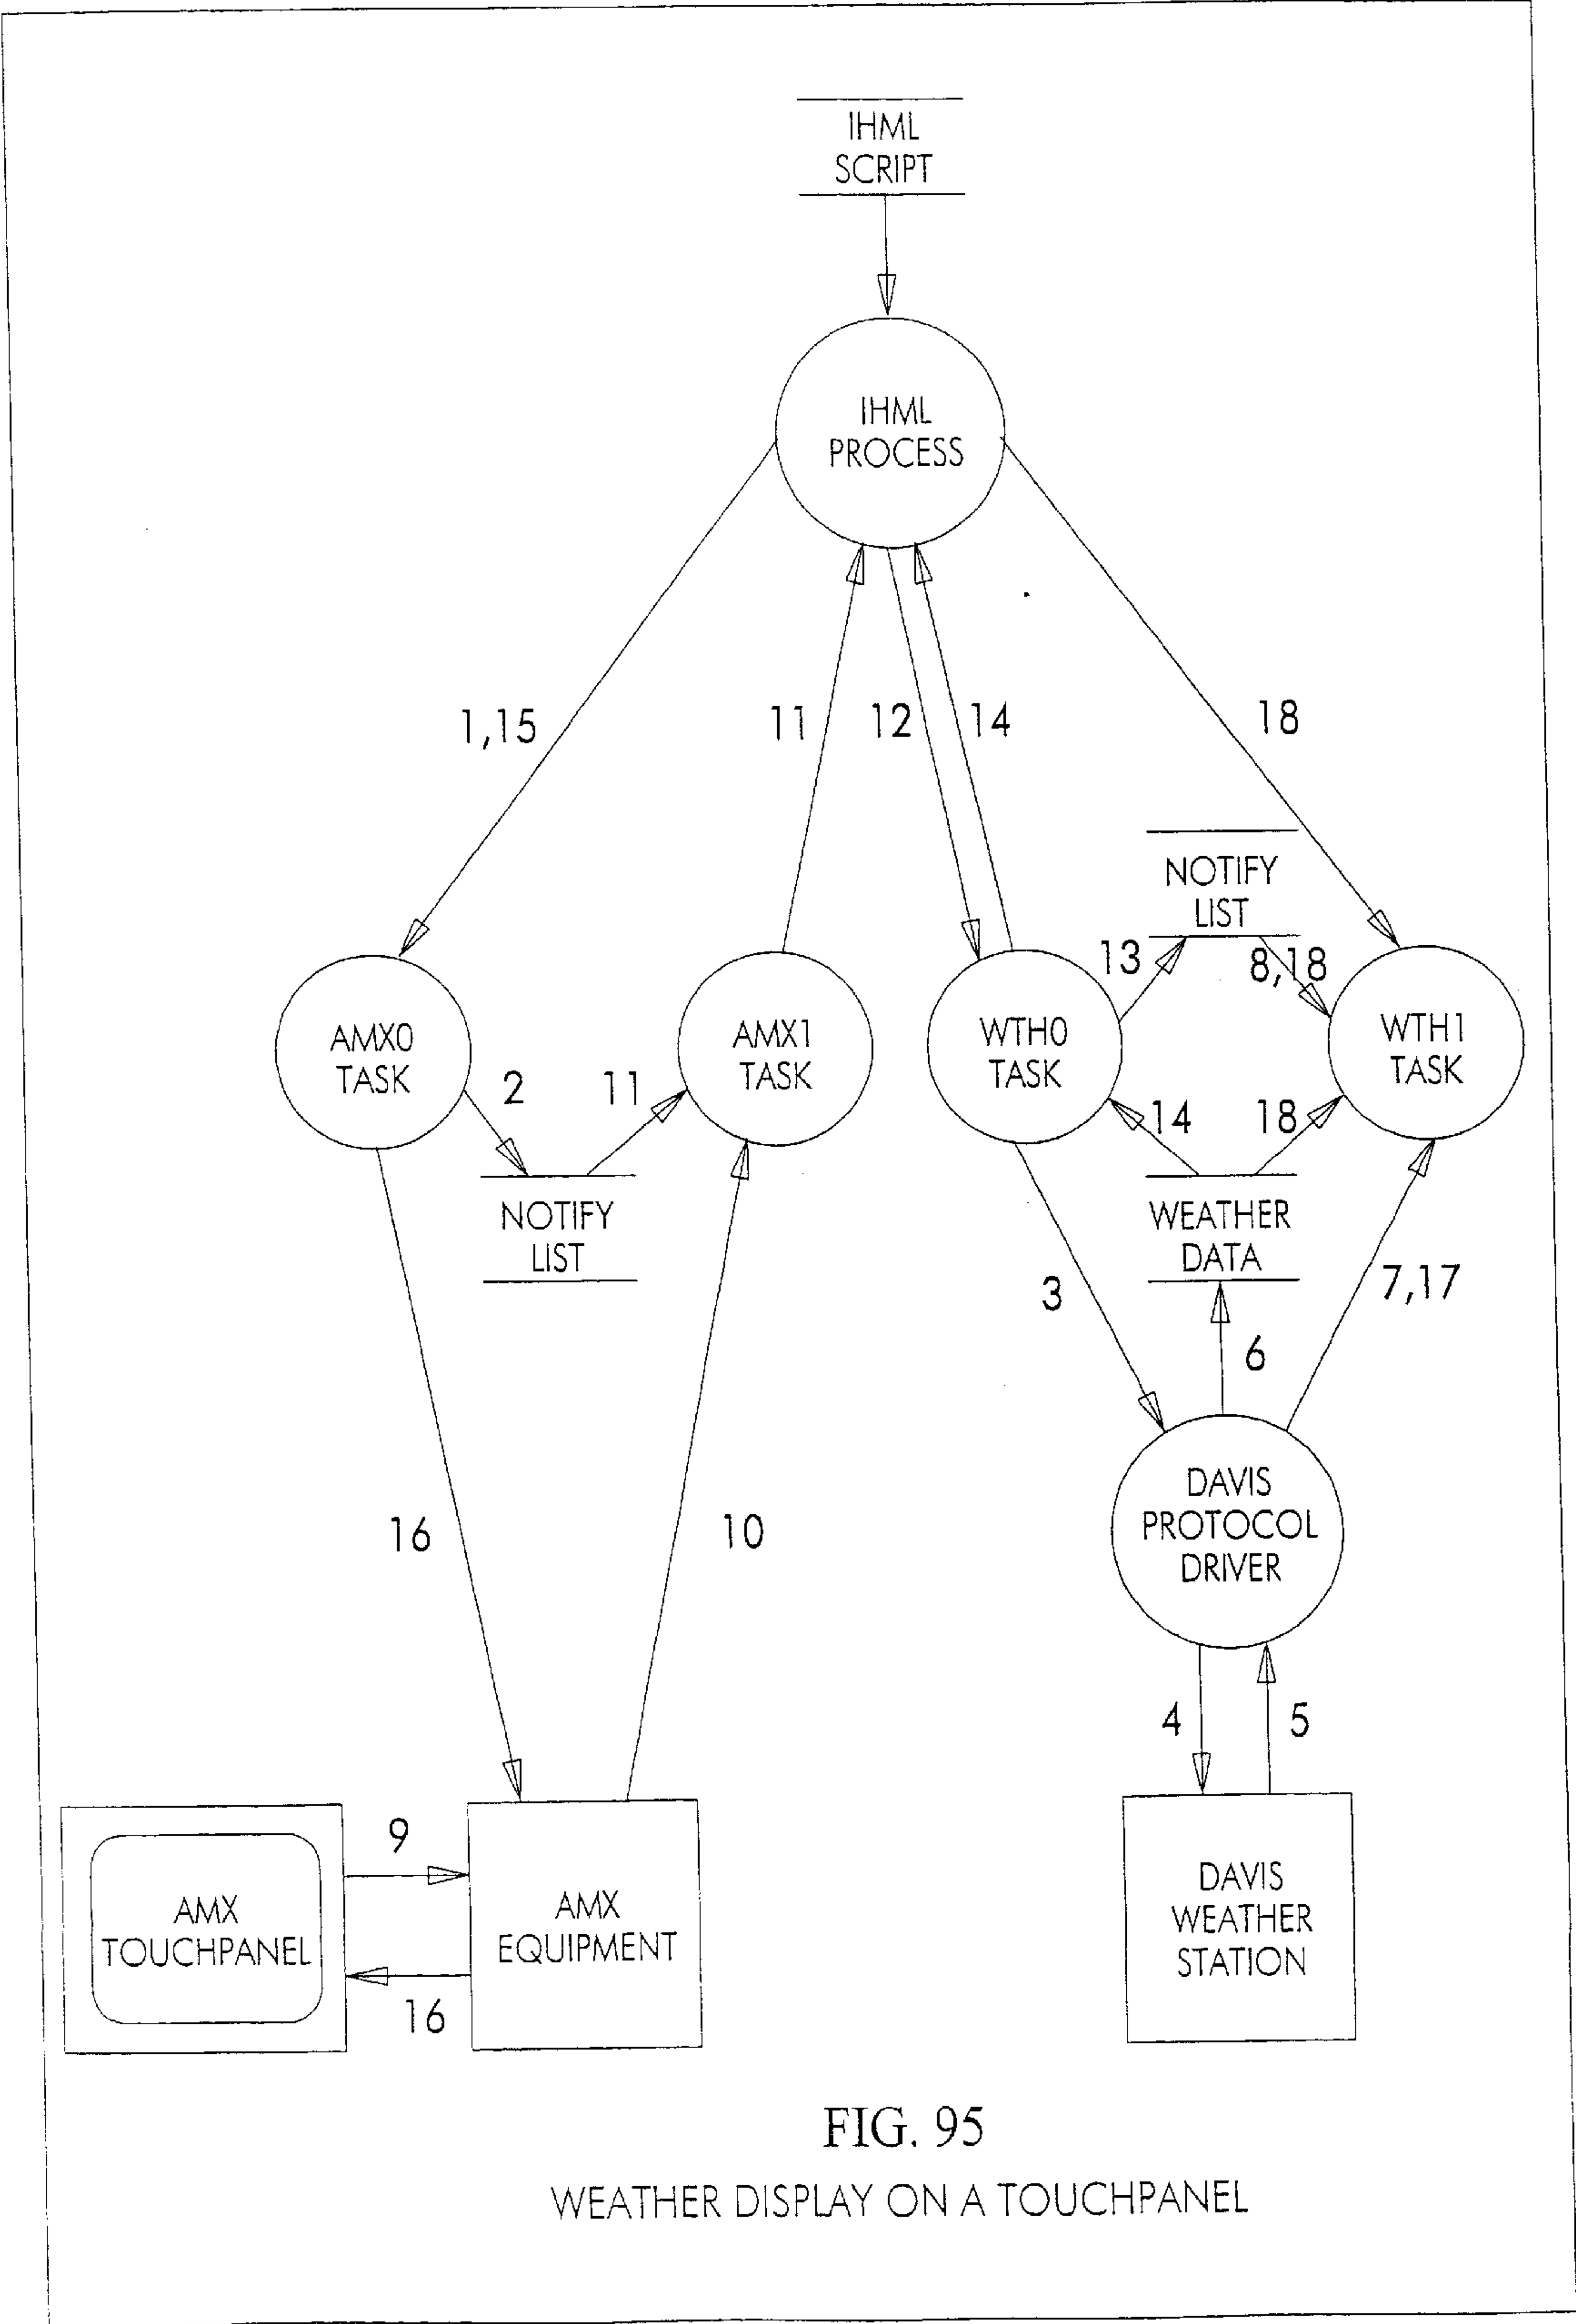 IHML
SCRIPT
IHML
PROCESS
1,15
11
12
14
18
NOTIFY
LIST
13
8,18
AMX0
TASK
AMX1
TASK
WTH0
TASK
WTH1
TASK
2
11
14
18
NOTIFY
LIST
WEATHER
DATA
3
7,17
6
DAVIS
PROTOCOL
DRIVER
16
10
4
5
9
AMX
TOUCHPANEL
AMX
EQUIPMENT
DAVIS
WEATHER
STATION
16
FIG. 95
WEATHER DISPLAY ON A TOUCHPANEL